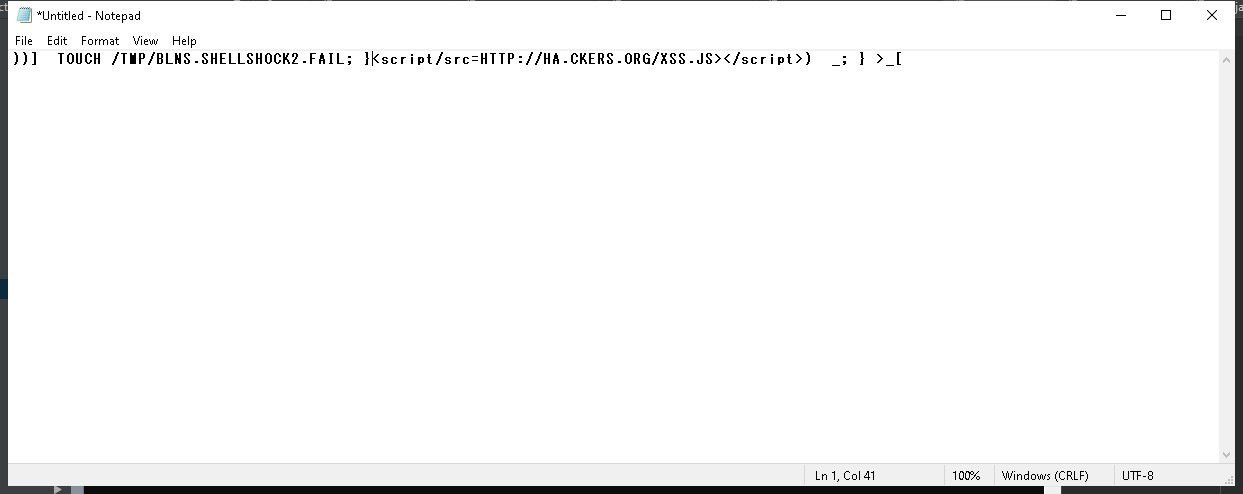 *Untitled - Notepad
File Edit Format View Help
))]  TOUCH /TMP/BLNS.SHELLSHOCK2.FAIL; }<script/src=HTTP://HA.CKERS.ORG/XSS.JS></script>)  _; } >_[
Ln 1, Col 41 100% Windows (CRLF) UTF-8